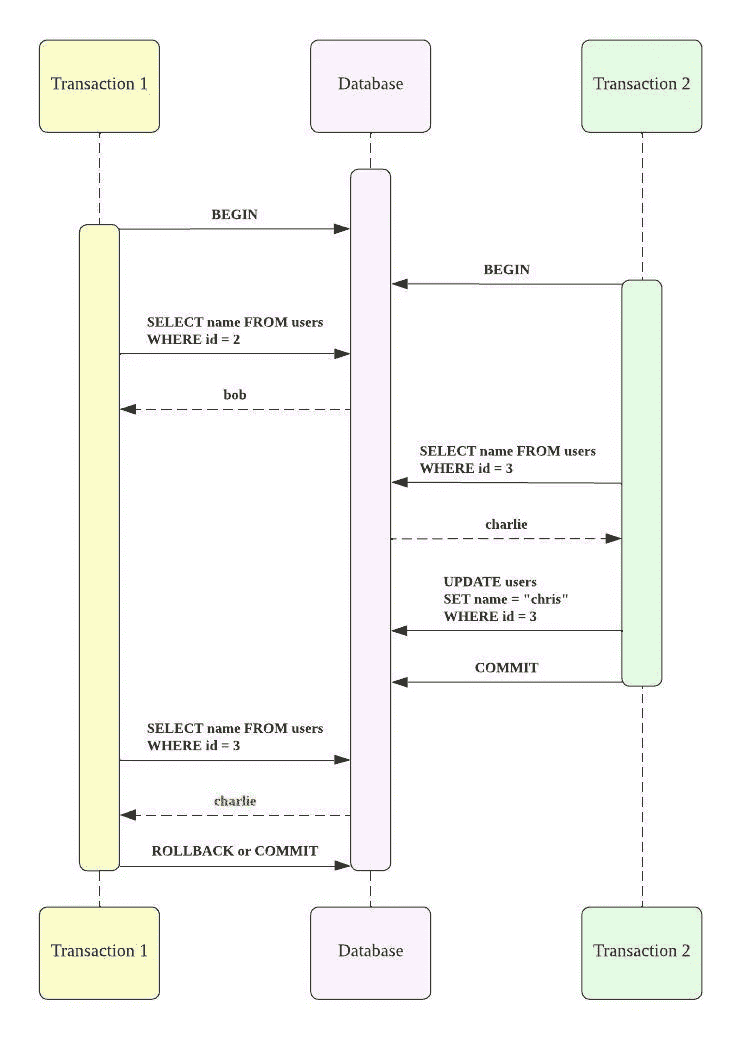 Transaction 1
Database
Transaction 2
BEGIN
BEGIN
SELECT name FROM users
WHERE id = 2
bob
SELECT name FROM users
WHERE id = 3
charlie
UPDATE users
SET name = "chris"
WHERE id = 3
COMMIT
SELECT name FROM users
WHERE id = 3
charlie
ROLLBACK or COMMIT
Transaction 1
Database
Transaction 2